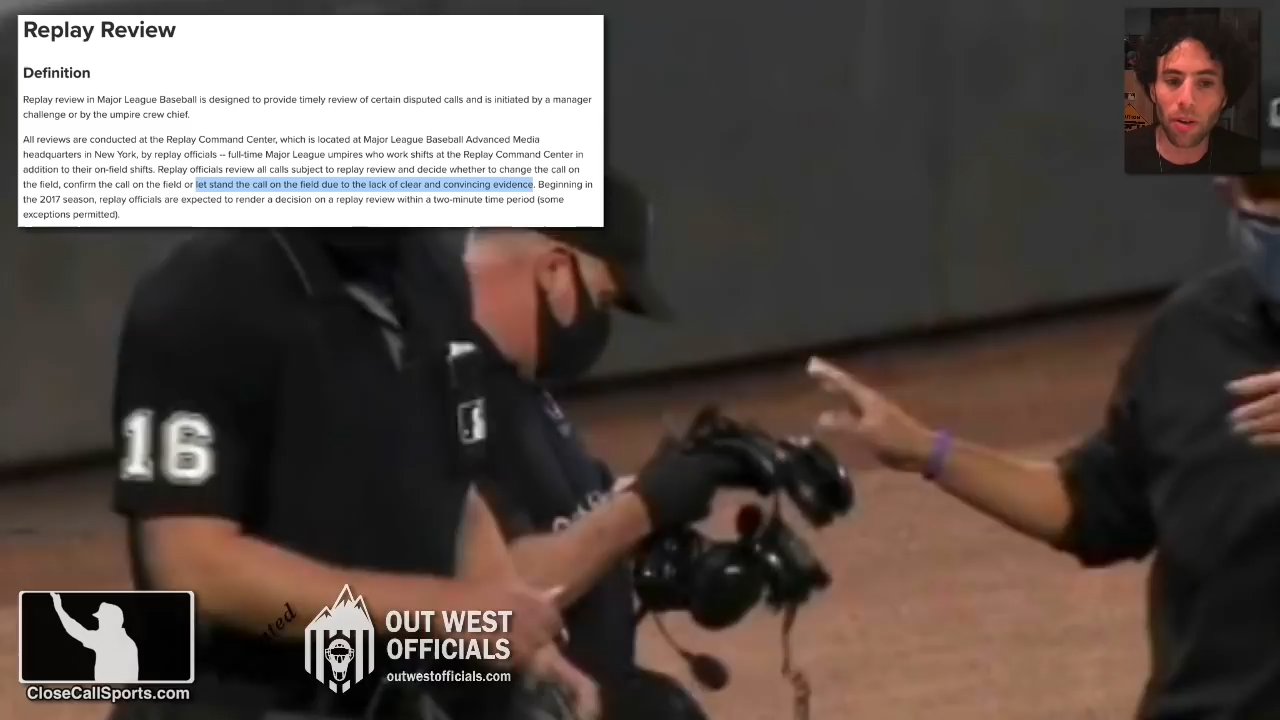 Replay Review
Definition
Replay review in Major League Baseball is designed to provide timely review of certain disputed calls and is initiated by a manager
challenge or by the umpire crew chief.
All reviews are conducted at the Replay Command Center, which is located at Major League Baseball Advanced Media
headquarters in New York, by replay officials -- full-time Major League umpires who work shifts at the Replay Command Center in
addition to their on-field shifts. Replay officials review all calls subject to replay review and decide whether to change the call on
the field, confirm the call on the field or let stand the call on the field due to the lack of clear and convincing evidence. Beginning in
the 2017 season, replay officials are expected to render a decision on a replay review within a two-minute time period (some
exceptions permitted).
16
CloseCallSports.com
OUT WEST
OFFICIALS
outwestofficials.com